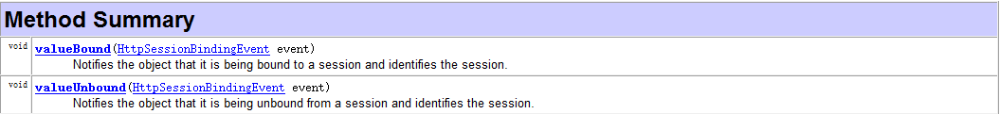 Method Summary
void valueBound(HttpSessionBindingEvent event)
Notifies the object that it is being bound to a session and identifies the session.
void valueUnbound(HttpSessionBindingEvent event)
Notifies the object that it is being unbound from a session and identifies the session.